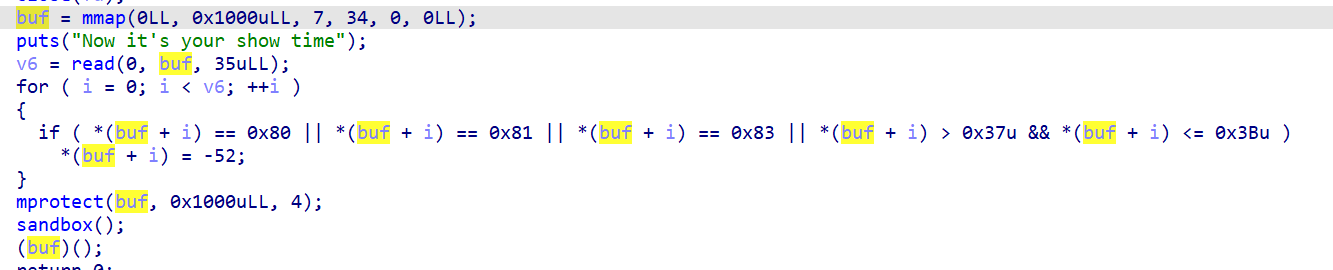 buf = mmap(0LL, 0x1000uLL, 7, 34, 0, 0LL);
puts("Now it's your show time");
v6 = read(0, buf, 35uLL);
for ( i = 0; i < v6; ++i )
{
if ( *(buf + i) == 0x80 || *(buf + i) == 0x81 || *(buf + i) == 0x83 || *(buf + i) > 0x37u && *(buf + i) <= 0x3Bu )
*(buf + i) = -52;
}
mprotect(buf, 0x1000uLL, 4);
sandbox();
(buf)();